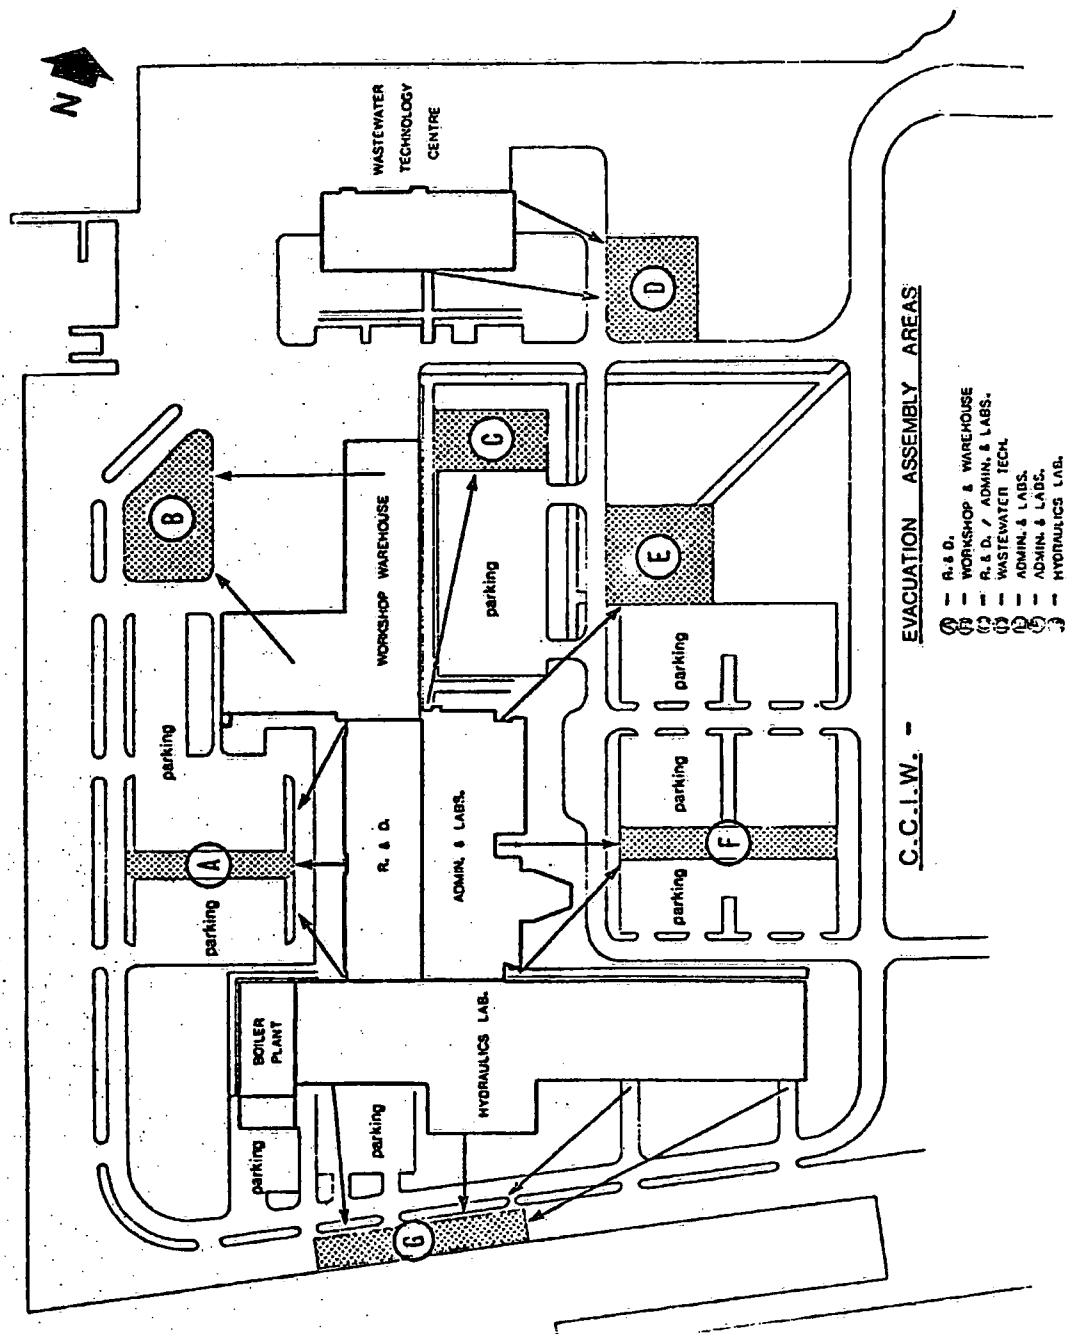 N
WASTEWATER
TECHNOLOGY
CENTRE
B
WORKSHOP WAREHOUSE
C
parking
D
E
parking
A
parking
parking
R. & D.
ADMIN. & LABS.
parking
F
parking
BOILER
PLANT
HYDRAULICS LAB.
parking
parking
G
C.C.I.W. - EVACUATION ASSEMBLY AREAS
A - R. & D.
WORKSHOP & WAREHOUSE
R. & D. / ADMIN. & LABS.
WASTEWATER TECH.
ADMIN. & LABS.
ADMIN. & LABS.
HYDRAULICS LAB.